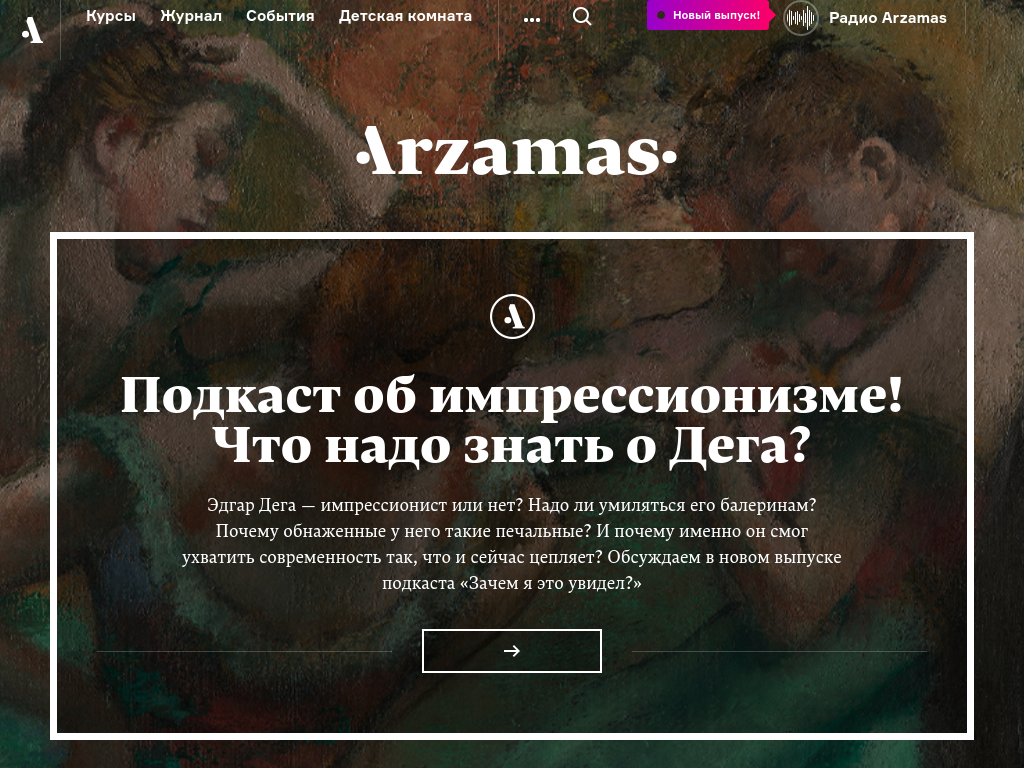 Курсы Журнал События Детская комната ••• Новый выпуск! Радио Arzamas
Arzamas
Подкаст об импрессионизме!
Что надо знать о Дега?
Эдгар Дега — импрессионист или нет? Надо ли умиляться его балеринам?
Почему обнаженные у него такие печальные? И почему именно он смог
ухватить современность так, что и сейчас цепляет? Обсуждаем в новом выпуске
подкаста «Зачем я это увидел?»
→